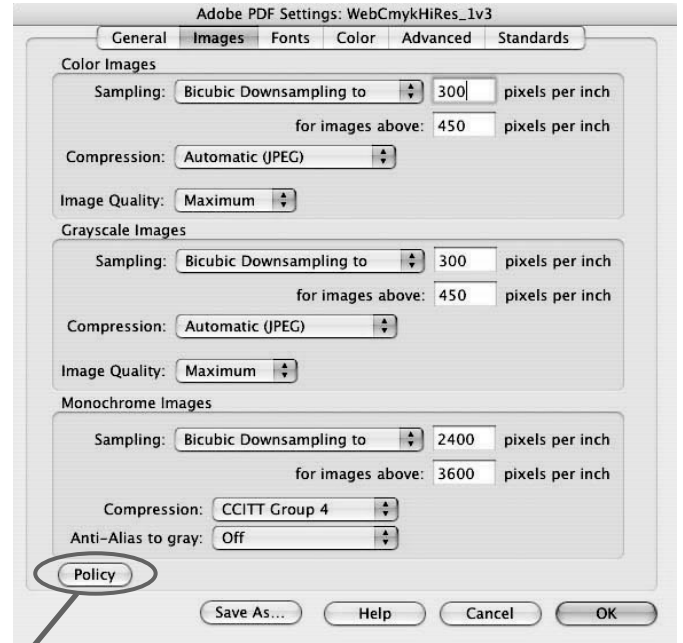 Adobe PDF Settings: WebCmykHiRes_1v3
General Images Fonts Color Advanced Standards
Color Images
Sampling: Bicubic Downsampling to 300 pixels per inch
for images above: 450 pixels per inch
Compression: Automatic (JPEG)
Image Quality: Maximum
Grayscale Images
Sampling: Bicubic Downsampling to 300 pixels per inch
for images above: 450 pixels per inch
Compression: Automatic (JPEG)
Image Quality: Maximum
Monochrome Images
Sampling: Bicubic Downsampling to 2400 pixels per inch
for images above: 3600 pixels per inch
Compression: CCITT Group 4
Anti-Alias to gray: Off
Policy
Save As... Help Cancel OK